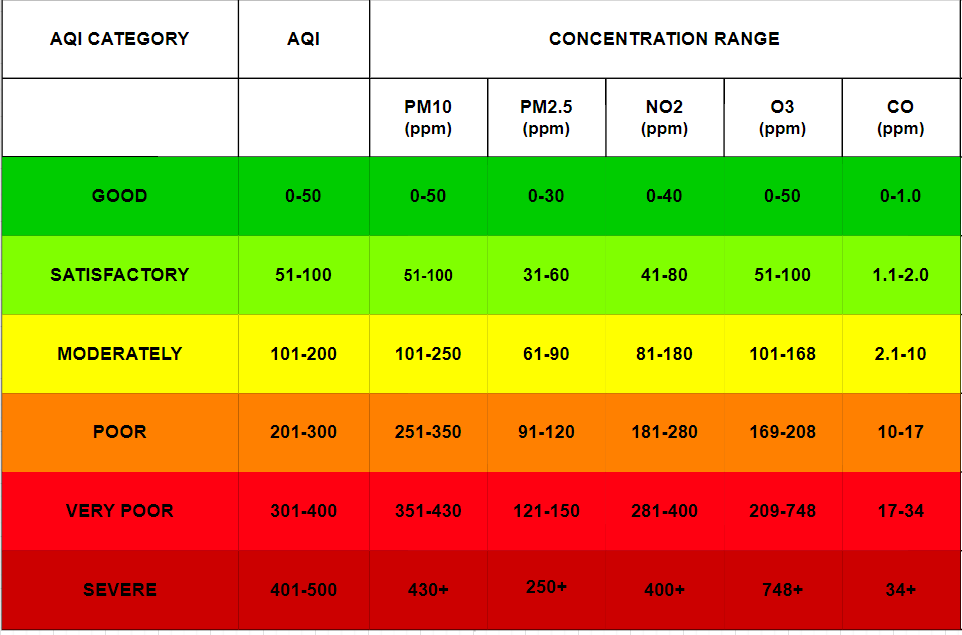 AQI CATEGORY AQI CONCENTRATION RANGE
PM10 PM2.5 NO2 O3 CO
(ppm) (ppm) (ppm) (ppm) (ppm)
GOOD 0-50 0-50 0-30 0-40 0-50 0-1.0
SATISFACTORY 51-100 51-100 31-60 41-80 51-100 1.1-2.0
MODERATELY 101-200 101-250 61-90 81-180 101-168 2.1-10
POOR 201-300 251-350 91-120 181-280 169-208 10-17
VERY POOR 301-400 351-430 121-150 281-400 209-748 17-34
SEVERE 401-500 430+ 250+ 400+ 748+ 34+